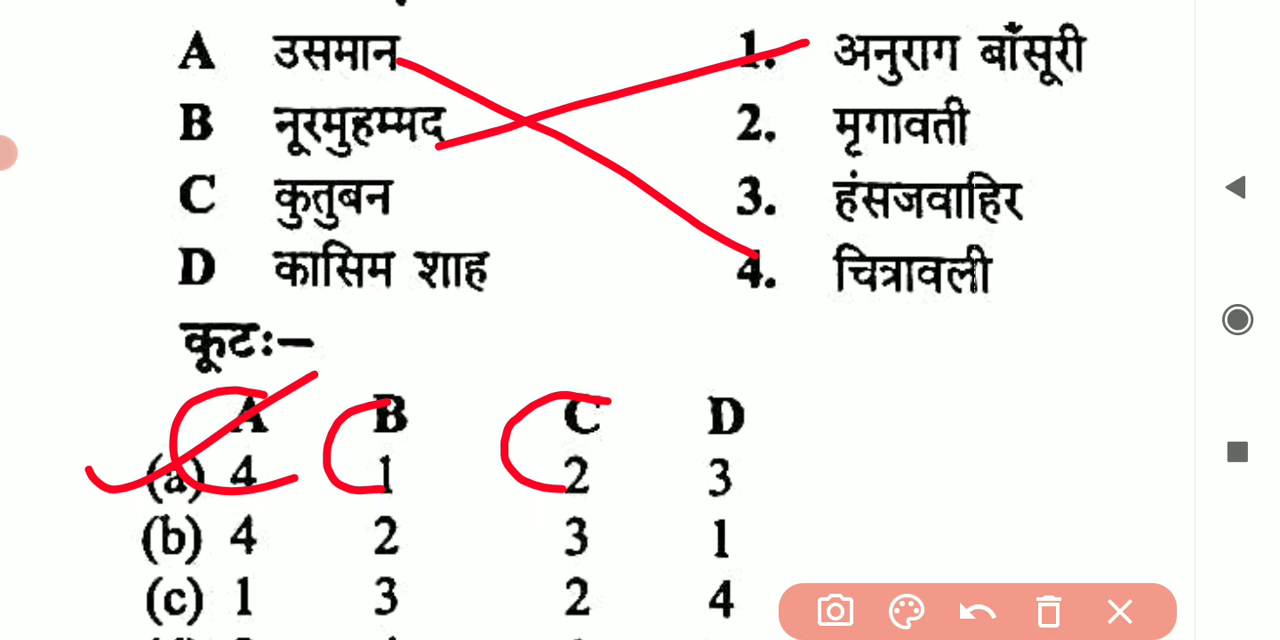 A उसमान 1. अनुराग बाँसूरी
B नूरमुहम्मद 2. मृगावती
C कुतुबन 3. हंसजवाहिर
D कासिम शाह 4. चित्रावली
कूटः–
A B C D
(a) 4 1 2 3
(b) 4 2 3 1
(c) 1 3 2 4